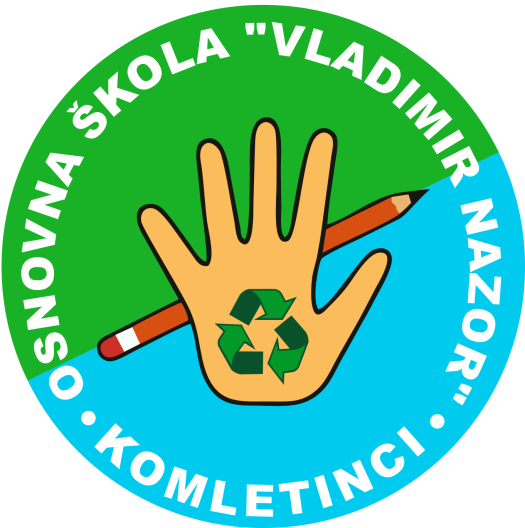 OSNOVNA ŠKOLA "VLADIMIR NAZOR"
• KOMLETINCI •